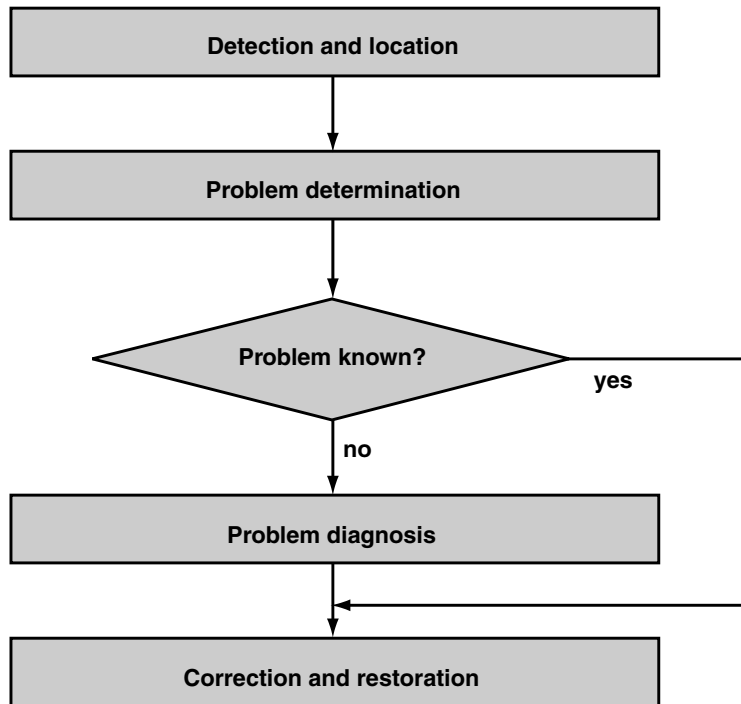 Detection and location
Problem determination
Problem known?
yes
no
Problem diagnosis
Correction and restoration